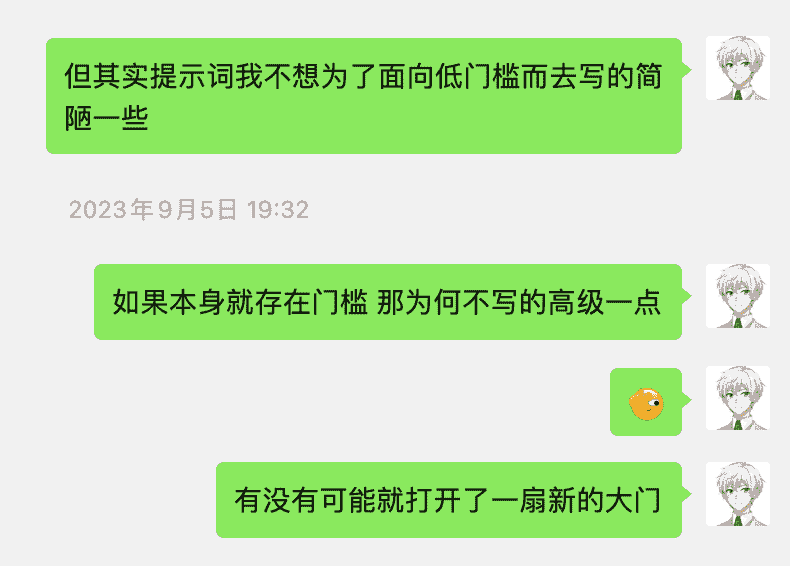 但其实提示词我不想为了面向低门槛而去写的简
陋一些
2023年9月5日 19:32
如果本身就存在门槛 那为何不写的高级一点
有没有可能就打开了一扇新的大门